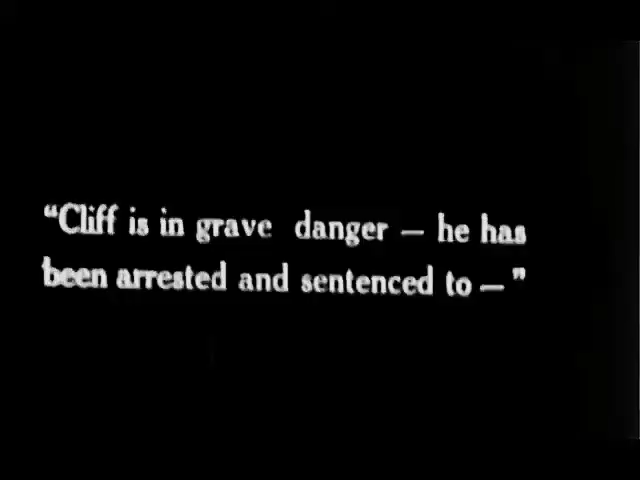 “Cliff is in grave danger — he has
been arrested and sentenced to — ”